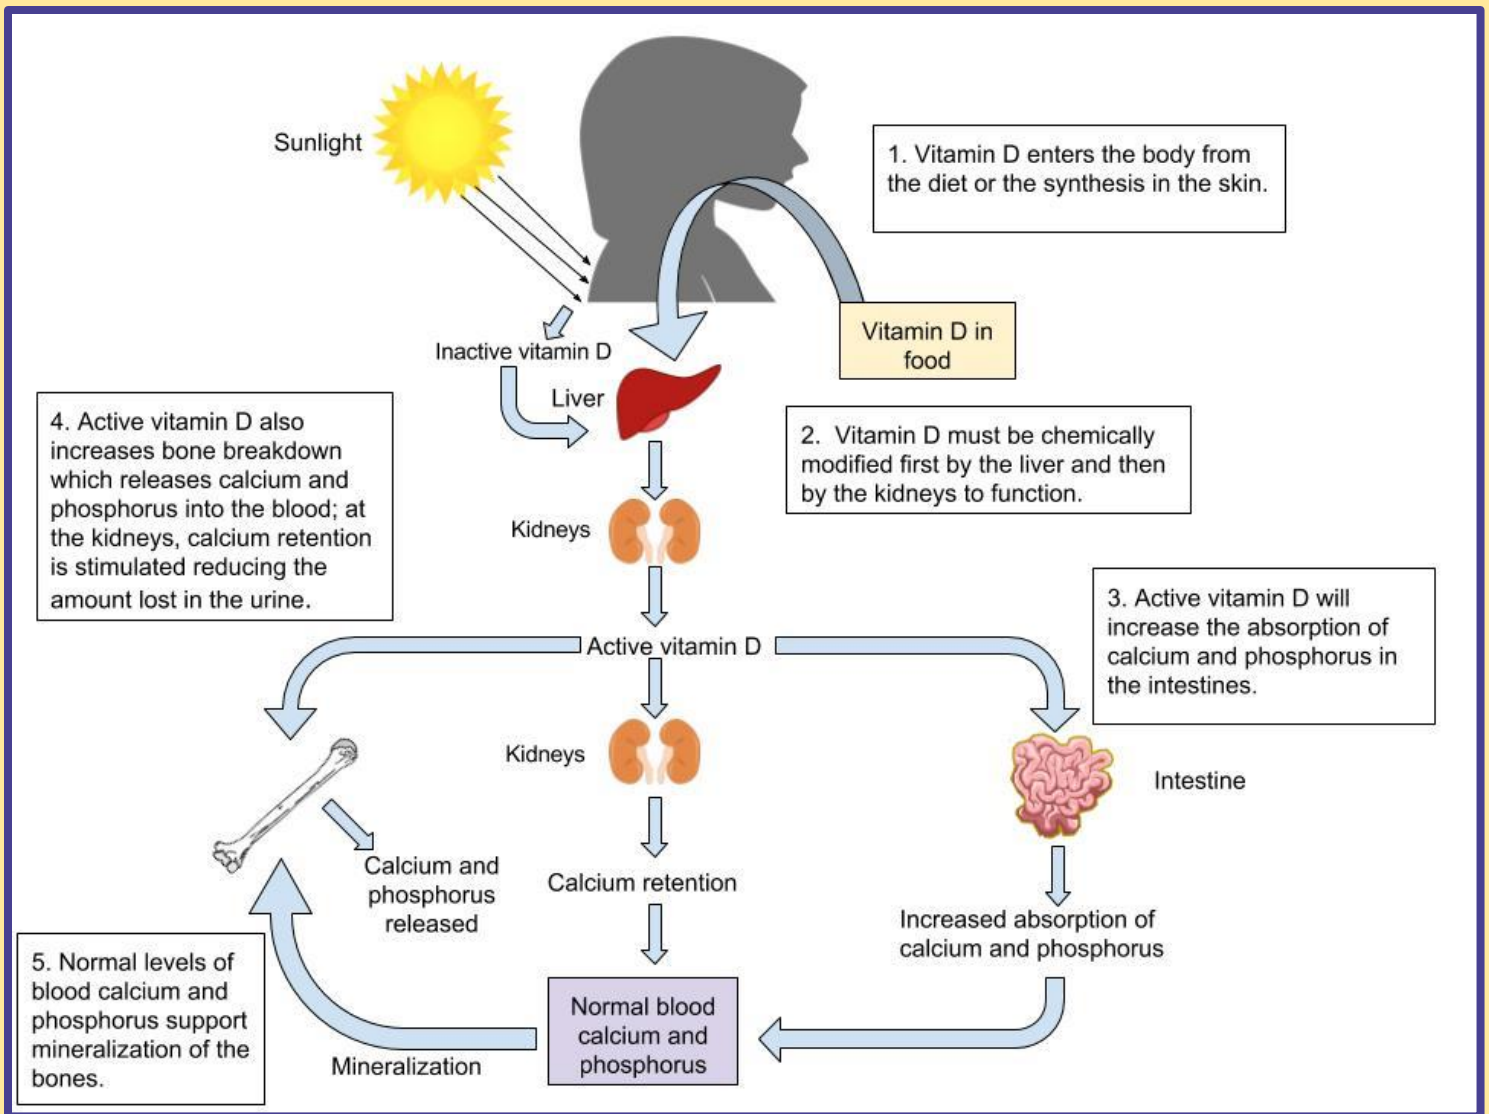 Sunlight
1. Vitamin D enters the body from
the diet or the synthesis in the skin.
Vitamin D in
food
Inactive vitamin D
Liver
2.  Vitamin D must be chemically
modified first by the liver and then
by the kidneys to function.
4. Active vitamin D also
increases bone breakdown
which releases calcium and
phosphorus into the blood; at
the kidneys, calcium retention
is stimulated reducing the
amount lost in the urine.
Kidneys
3. Active vitamin D will
increase the absorption of
calcium and phosphorus in
the intestines.
Active vitamin D
Kidneys
Intestine
Calcium and
phosphorus
released
Calcium retention
Increased absorption of
calcium and phosphorus
5. Normal levels of
blood calcium and
phosphorus support
mineralization of the
bones.
Normal blood
calcium and
phosphorus
Mineralization